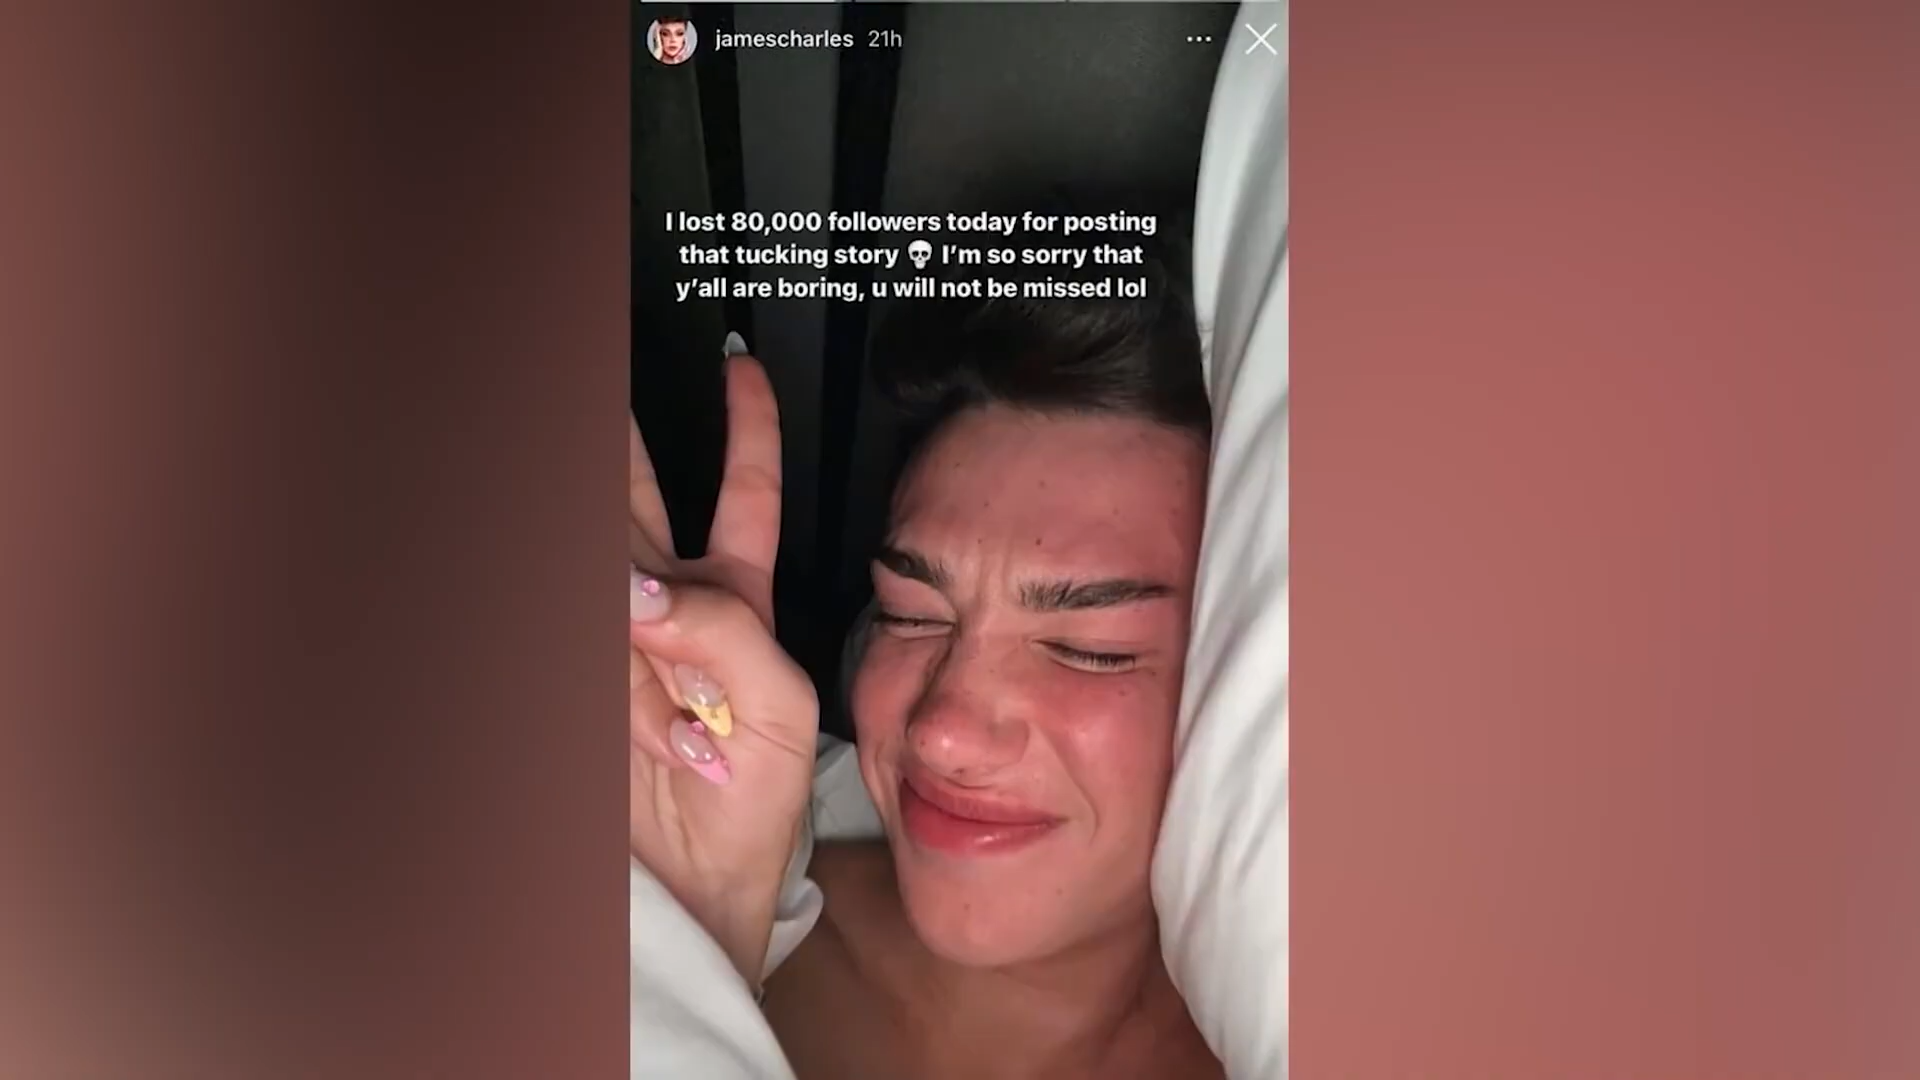 jamescharles 21h
I lost 80,000 followers today for posting
that tucking story 💀 I'm so sorry that
y'all are boring, u will not be missed lol